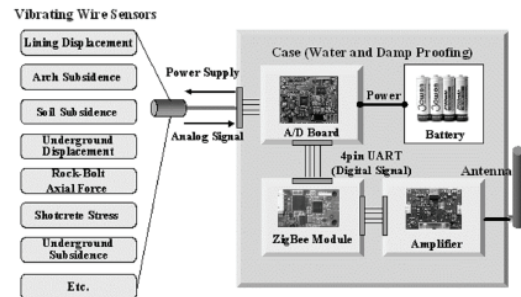 Vibrating Wire Sensors
Lining Displacement
Arch Subsidence
Soil Subsidence
Underground
Displacement
Rock-Bolt
Axial Force
Shotcrete Stress
Underground
Subsidence
Etc.
Power Supply
Analog Signal
Case (Water and Damp Proofing)
A/D Board
Power
Battery
4pin UART
(Digital Signal)
Antenna
ZigBee Module
Amplifier